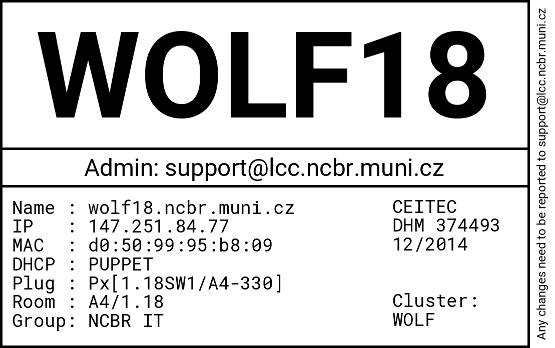 WOLF18
Admin: support@lcc.ncbr.muni.cz
Name : wolf18.ncbr.muni.cz
IP : 147.251.84.77
MAC : d0:50:99:95:b8:09
DHCP : PUPPET
Plug : Px[1.18SW1/A4-330]
Room : A4/1.18
Group: NCBR IT
CEITEC
DHM 374493
12/2014
Cluster:
WOLF
Any changes need to be reported to support@lcc.ncbr.muni.cz